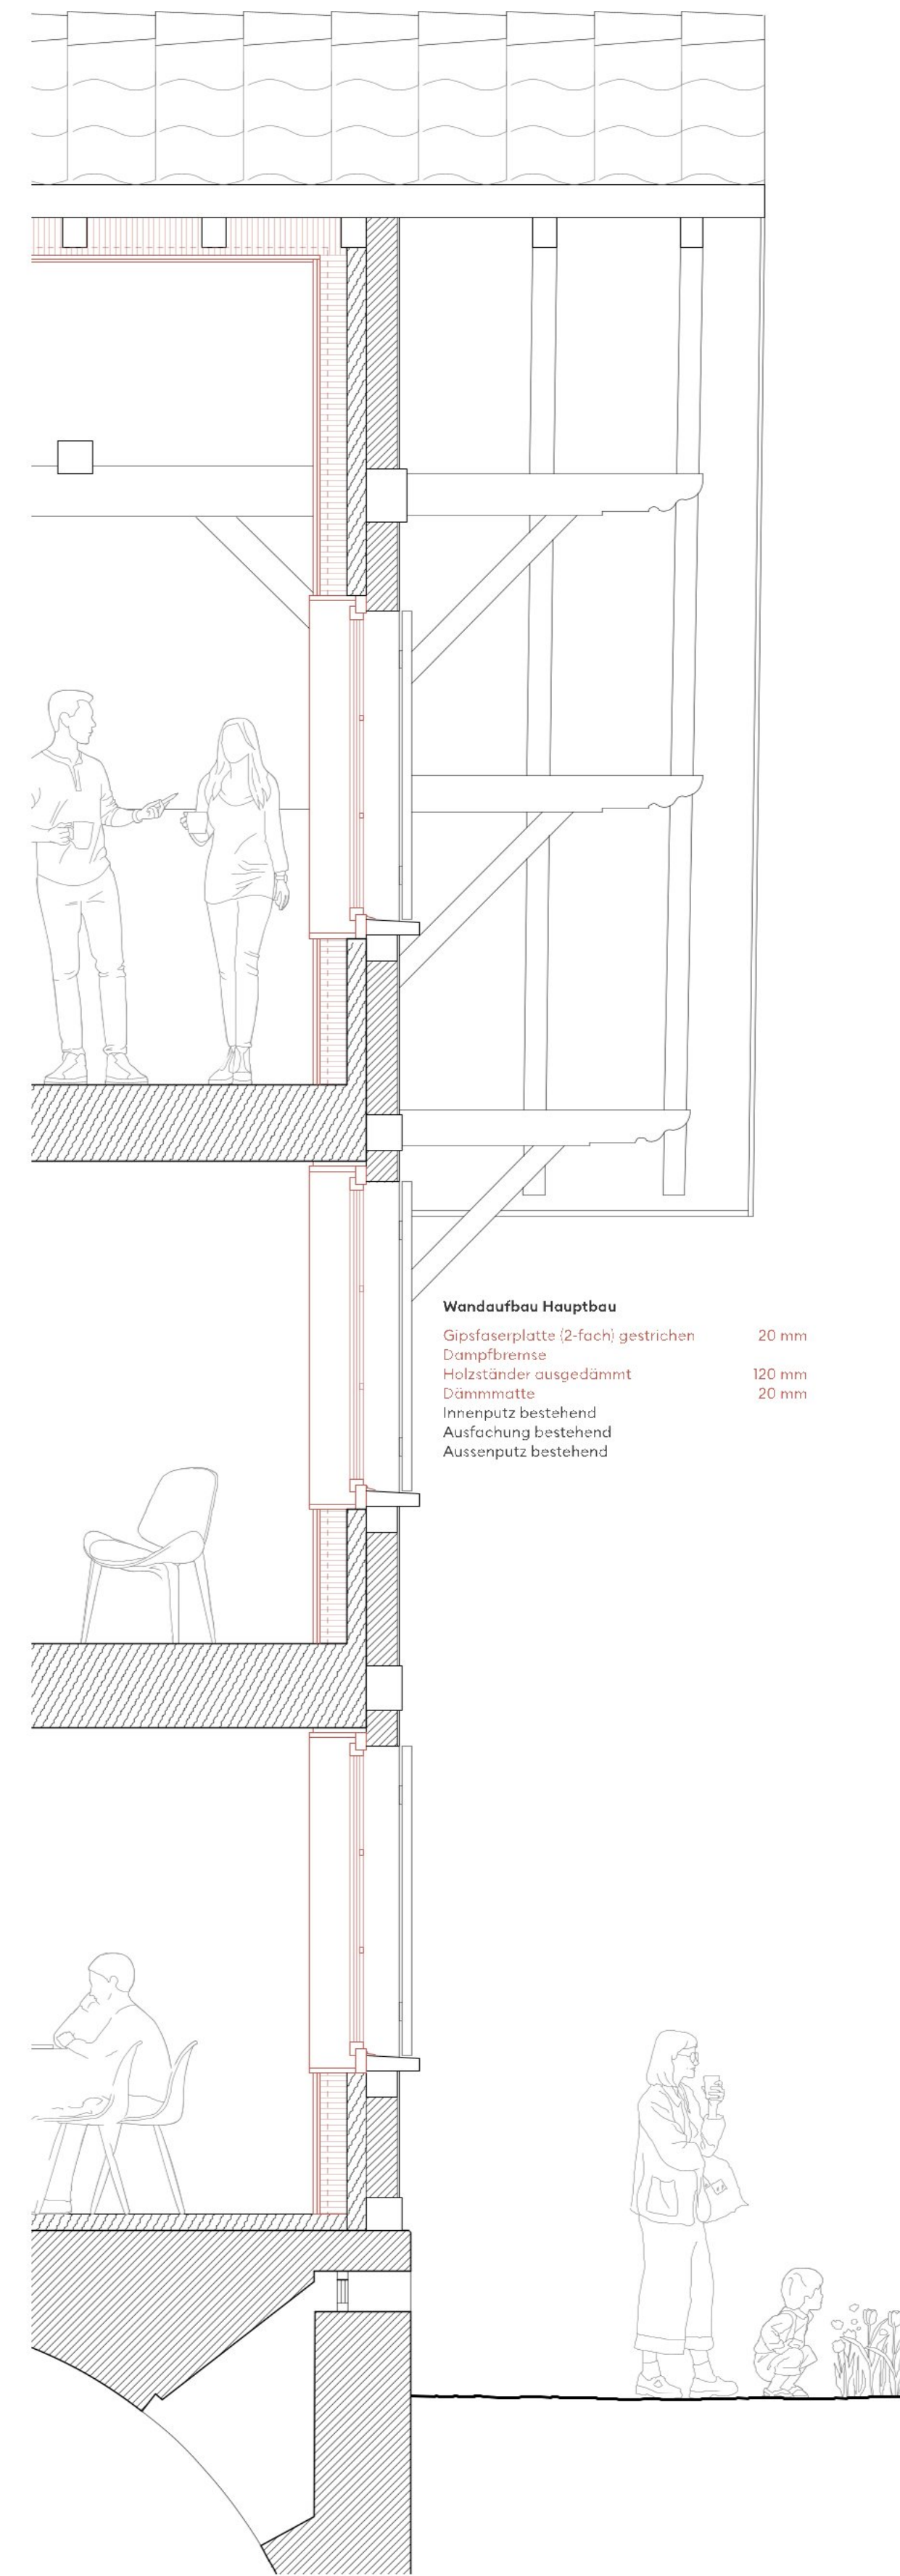 Wandaufbau Hauptbau
Gipsfaserplatte (2-fach) gestrichen 20 mm
Dampfbremse
Holzständer ausgedämmt 120 mm
Dämmmatte 20 mm
Innenputz bestehend
Ausfachung bestehend
Aussenputz bestehend